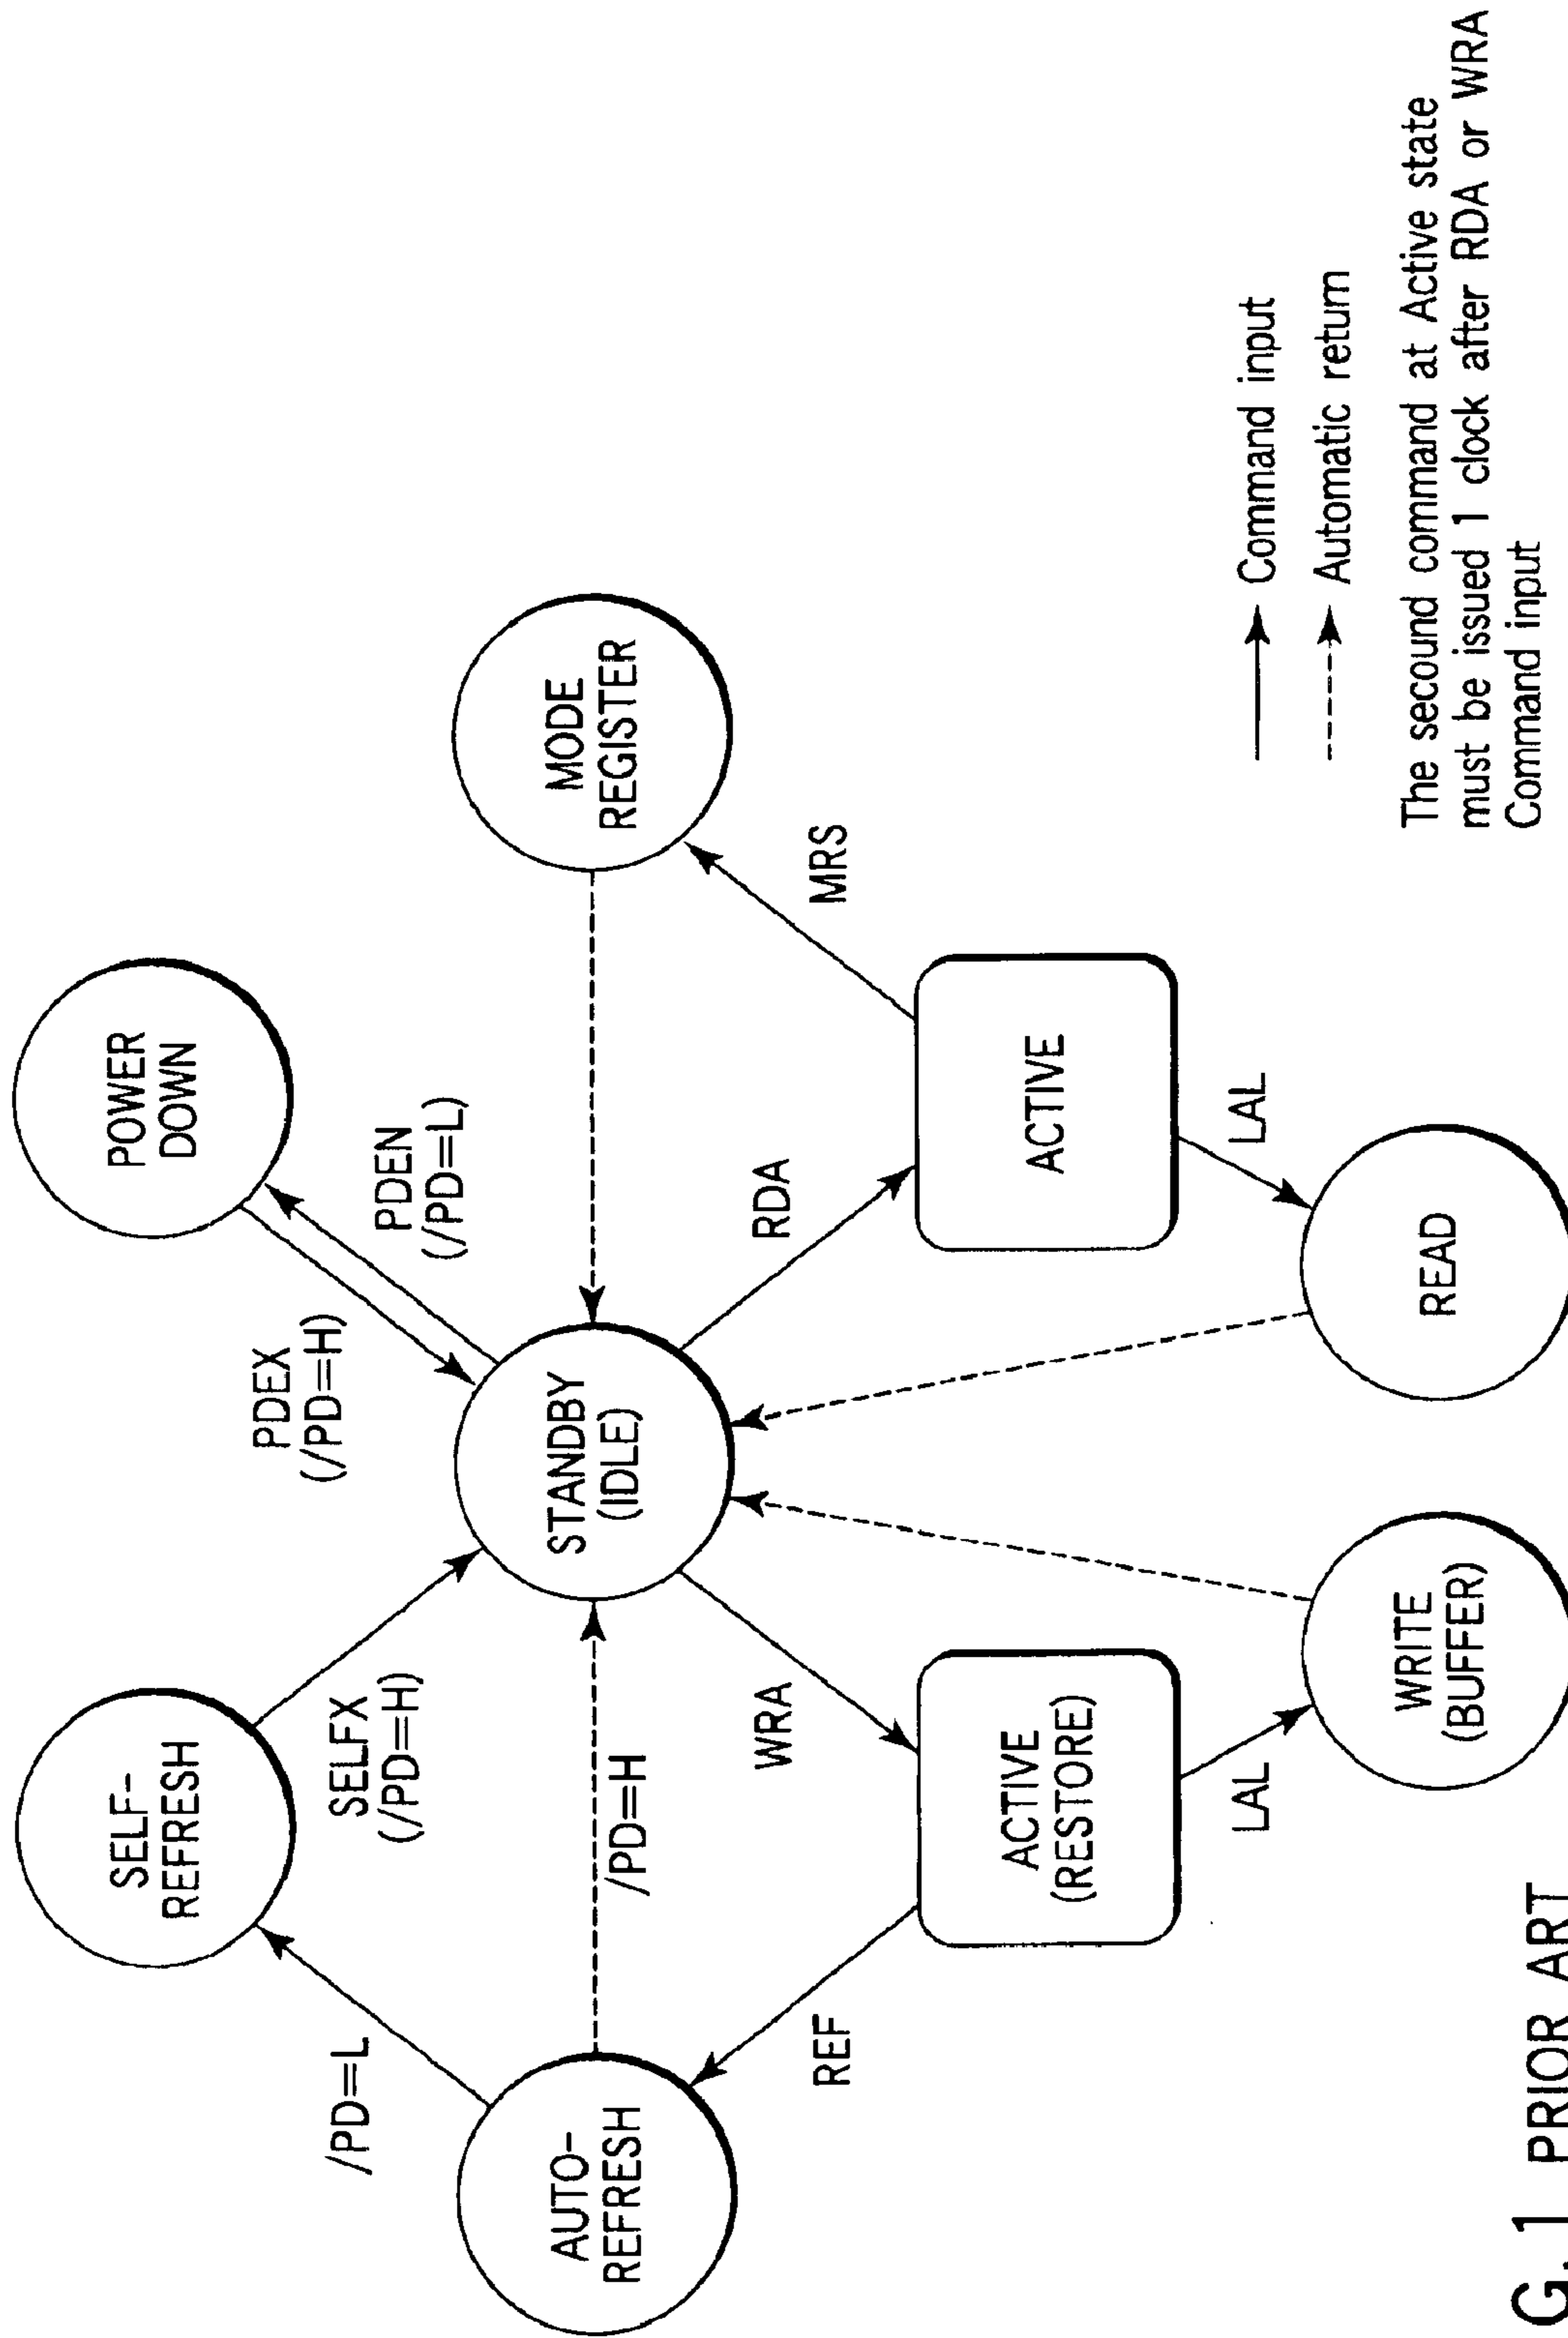 SELF-
REFRESH
POWER
DOWN
/PD=L
SELFX
(/PD=H)
PDEX
(/PD=H)
PDEN
(/PD=L)
AUTO-
REFRESH
/PD=H
STANDBY
(IDLE)
MODE
REGISTER
REF
WRA
RDA
MRS
ACTIVE
(RESTORE)
ACTIVE
LAL
LAL
WRITE
(BUFFER)
READ
Command input
Automatic return
The secound command at Active state
must be issued 1 clock after RDA or WRA
Command input
G. 1 PRIOR ART